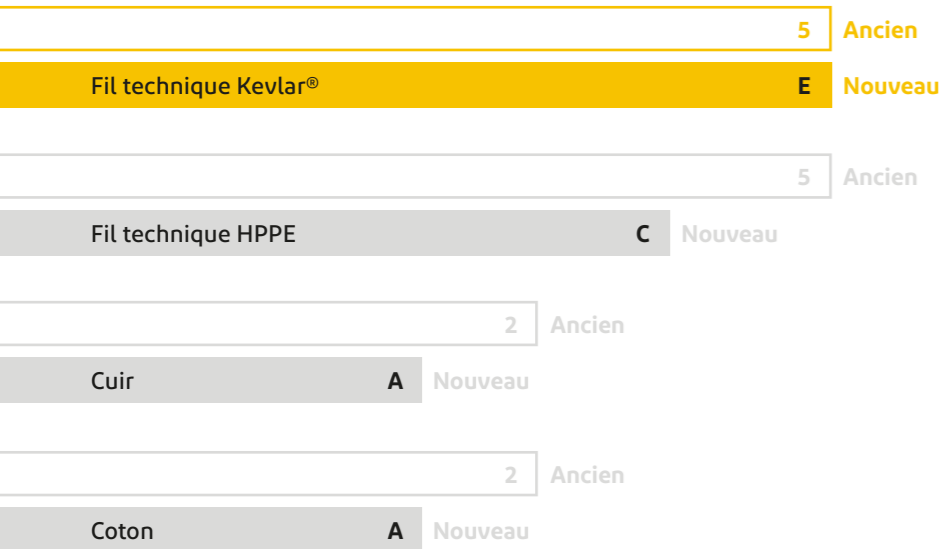 5 Ancien
Fil technique Kevlar® E Nouveau
5 Ancien
Fil technique HPPE C Nouveau
2 Ancien
Cuir A Nouveau
2 Ancien
Coton A Nouveau